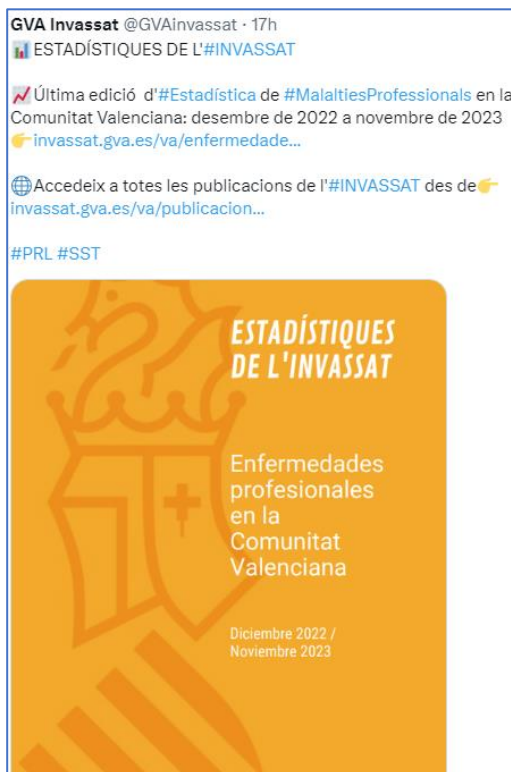 GVA Invassat @GVAinvassat · 17h
📊 ESTADÍSTIQUES DE L'#INVASSAT
📈Última edició d'#Estadística de #MalaltiesProfessionals en la
Comunitat Valenciana: desembre de 2022 a novembre de 2023
👉invassat.gva.es/va/enfermedade...
🌐Accedeix a totes les publicacions de l'#INVASSAT des de👉
invassat.gva.es/va/publicacion...
#PRL #SST
ESTADÍSTIQUES
DE L'INVASSAT
Enfermedades
profesionales
en la
Comunitat
Valenciana
Diciembre 2022 /
Noviembre 2023